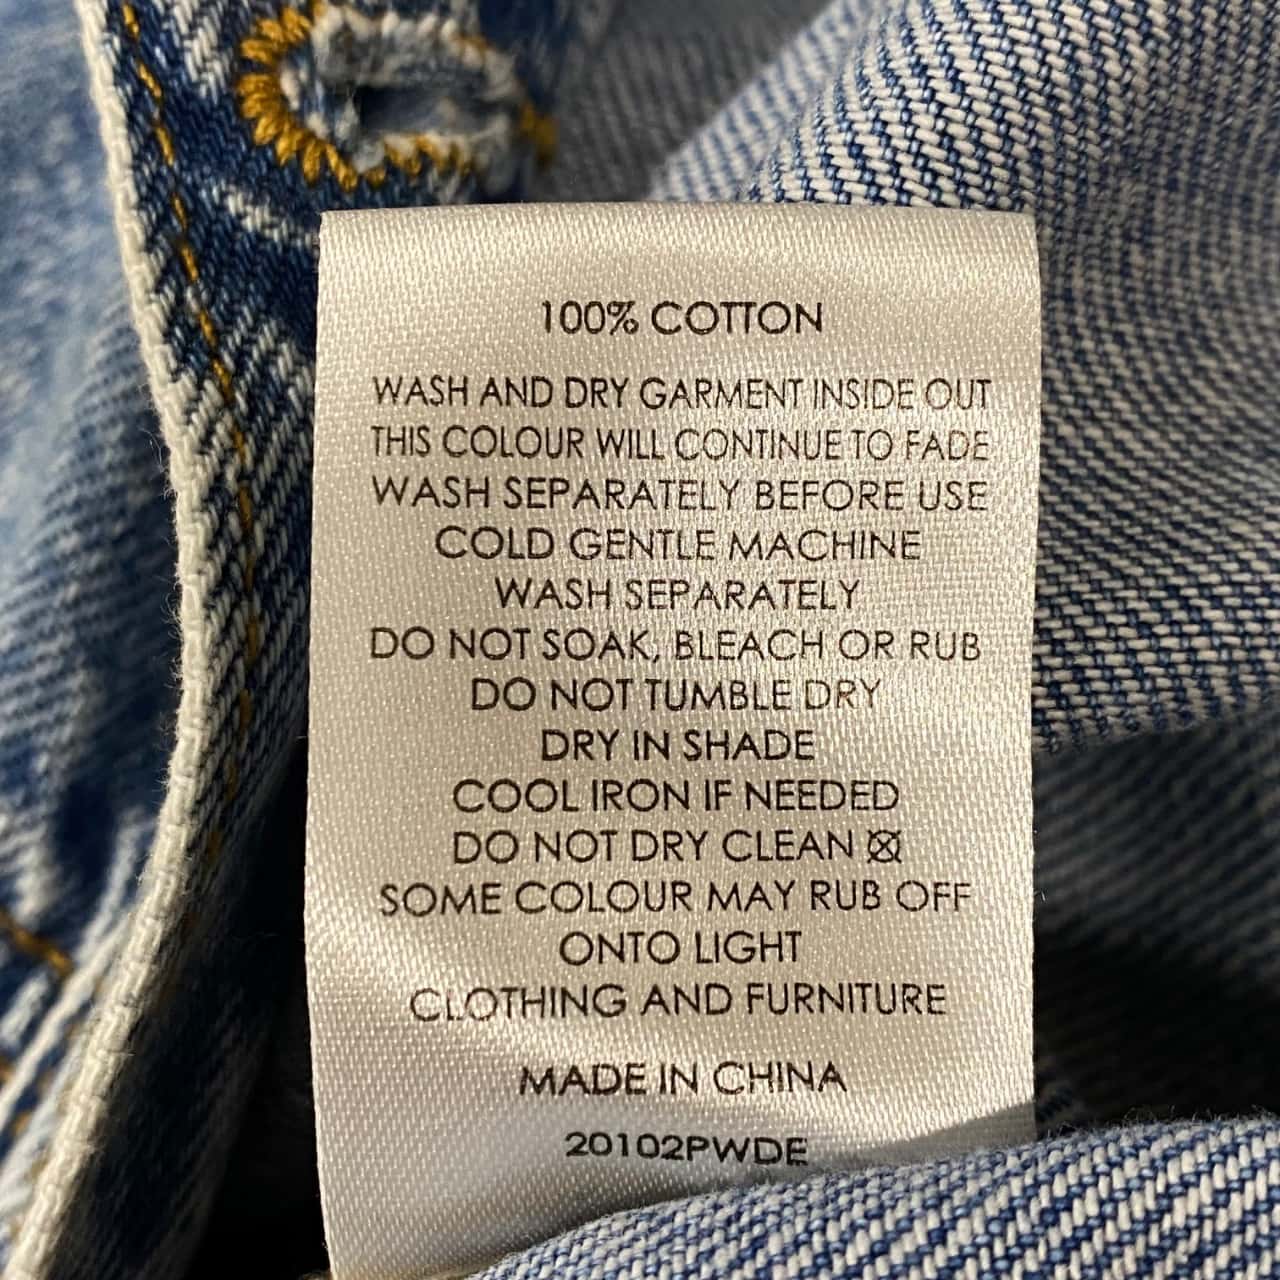 100% COTTON
WASH AND DRY GARMENT INSIDE OUT
THIS COLOUR WILL CONTINUE TO FADE
WASH SEPARATELY BEFORE USE
COLD GENTLE MACHINE
WASH SEPARATELY
DO NOT SOAK, BLEACH OR RUB
DO NOT TUMBLE DRY
DRY IN SHADE
COOL IRON IF NEEDED
DO NOT DRY CLEAN
SOME COLOUR MAY RUB OFF
ONTO LIGHT
CLOTHING AND FURNITURE
MADE IN CHINA
20102PWDE